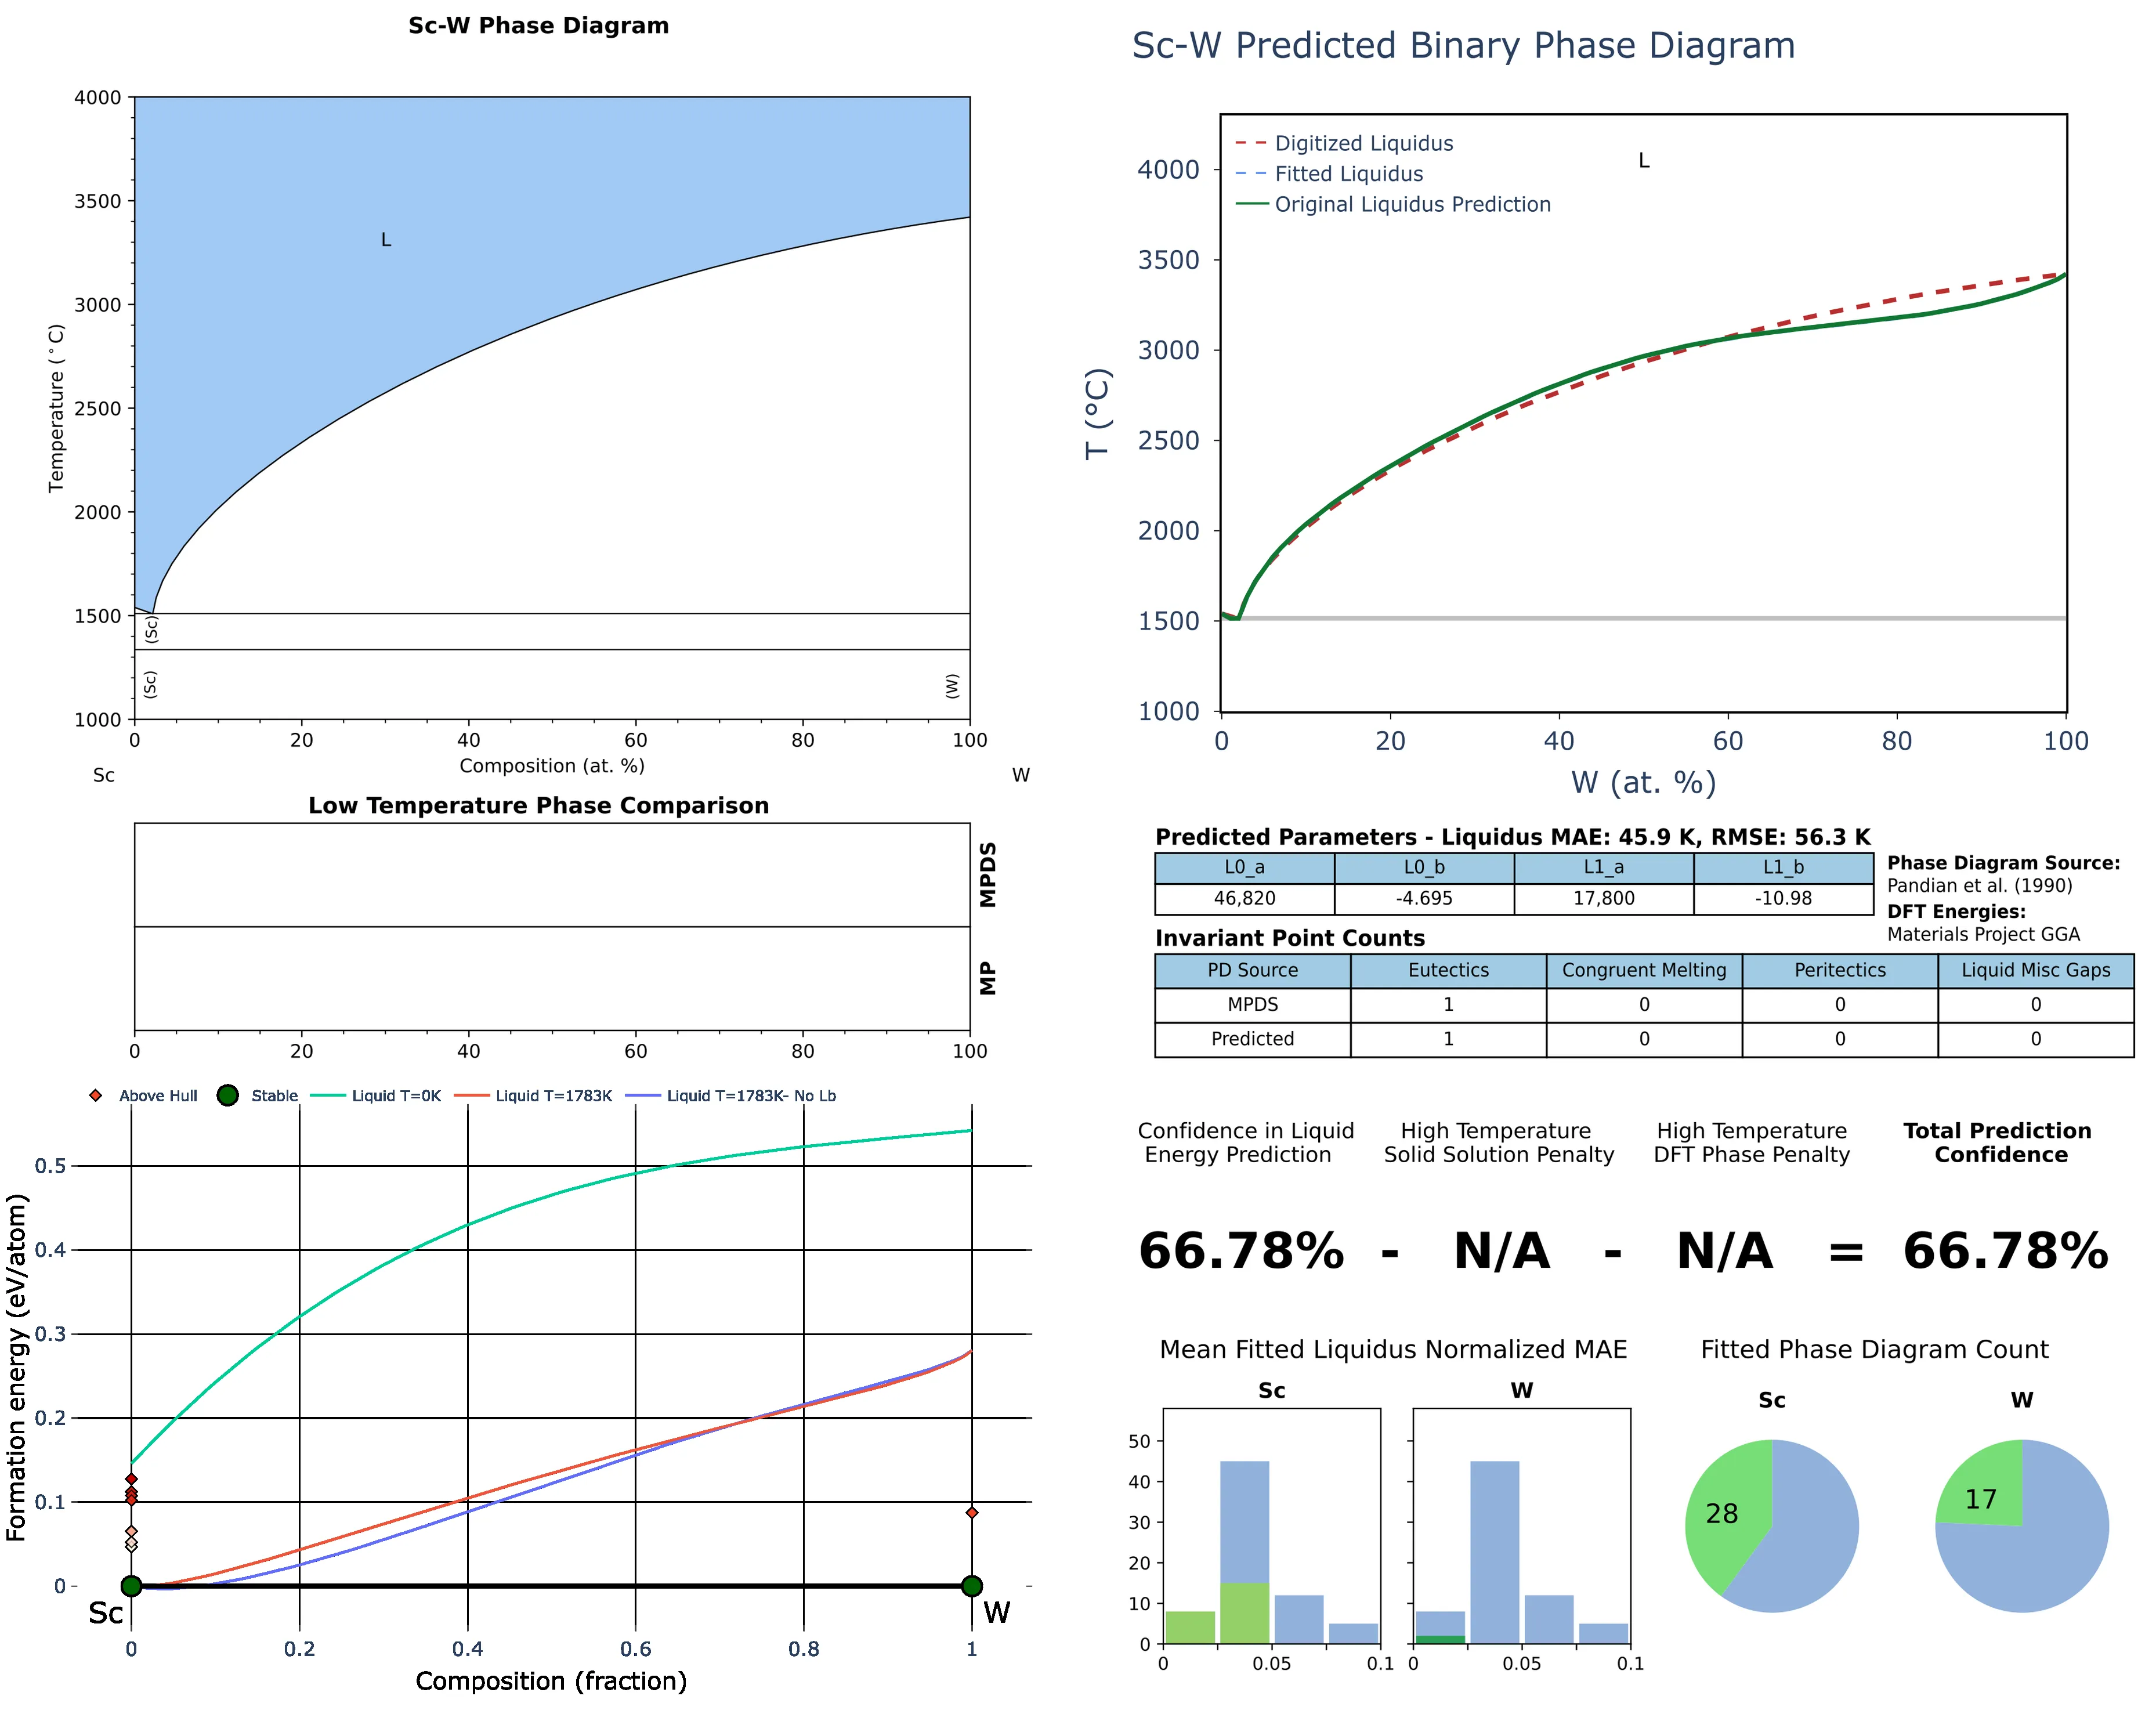 Sc-W Phase Diagram
4000
3500
3000
2500
2000
1500
1000
Temperature (°C)
L
(Sc)
(Sc)
(W)
0 20 40 60 80 100
Sc Composition (at. %) W
Low Temperature Phase Comparison
MPDS
MP
0 20 40 60 80 100
Above Hull Stable Liquid T=0K Liquid T=1783K Liquid T=1783K- No Lb
0.5
0.4
0.3
0.2
0.1
0
Formation energy (eV/atom)
Sc W
0 0.2 0.4 0.6 0.8 1
Composition (fraction)
Sc-W Predicted Binary Phase Diagram
Digitized Liquidus
Fitted Liquidus
Original Liquidus Prediction
L
4000
3500
3000
2500
2000
1500
1000
T (°C)
0 20 40 60 80 100
W (at. %)
Predicted Parameters - Liquidus MAE: 45.9 K, RMSE: 56.3 K
L0_a L0_b L1_a L1_b
46,820 -4.695 17,800 -10.98
Phase Diagram Source:
Pandian et al. (1990)
DFT Energies:
Materials Project GGA
Invariant Point Counts
PD Source Eutectics Congruent Melting Peritectics Liquid Misc Gaps
MPDS 1 0 0 0
Predicted 1 0 0 0
Confidence in Liquid High Temperature High Temperature Total Prediction
Energy Prediction Solid Solution Penalty DFT Phase Penalty Confidence
66.78% - N/A - N/A = 66.78%
Mean Fitted Liquidus Normalized MAE
Sc W
50
40
30
20
10
0
0 0.05 0.1 0 0.05 0.1
Fitted Phase Diagram Count
Sc W
28 17